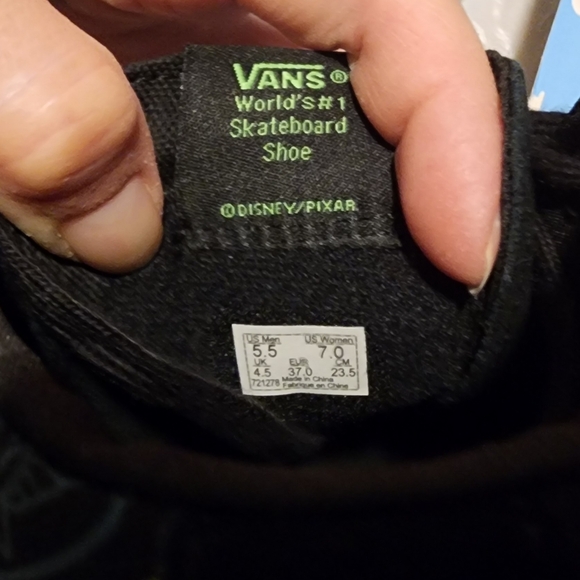 VANS®
World's #1
Skateboard
Shoe
©DISNEY/PIXAR
US Men US Women
5.5 7.0
UK EUR CM
4.5 37.0 23.5
721278 Made in China
Fabriqué en Chine